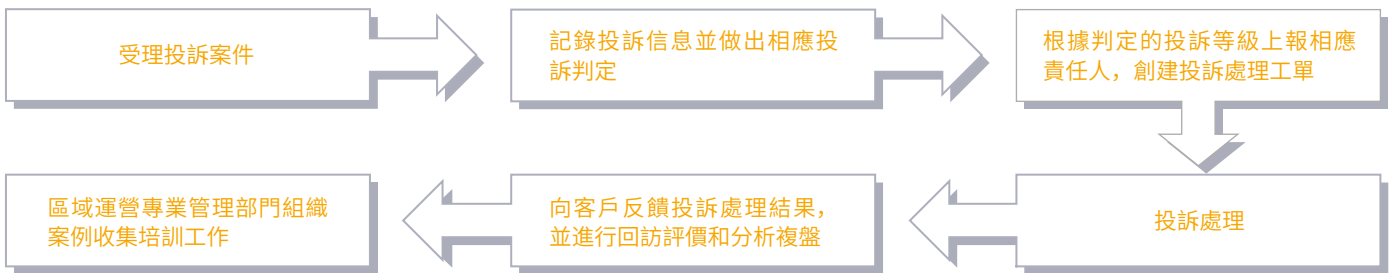 受理投訴案件
記錄投訴信息並做出相應投
訴判定
根據判定的投訴等級上報相應
責任人，創建投訴處理工單
投訴處理
向客戶反饋投訴處理結果，
並進行回訪評價和分析複盤
區域運營專業管理部門組織
案例收集培訓工作